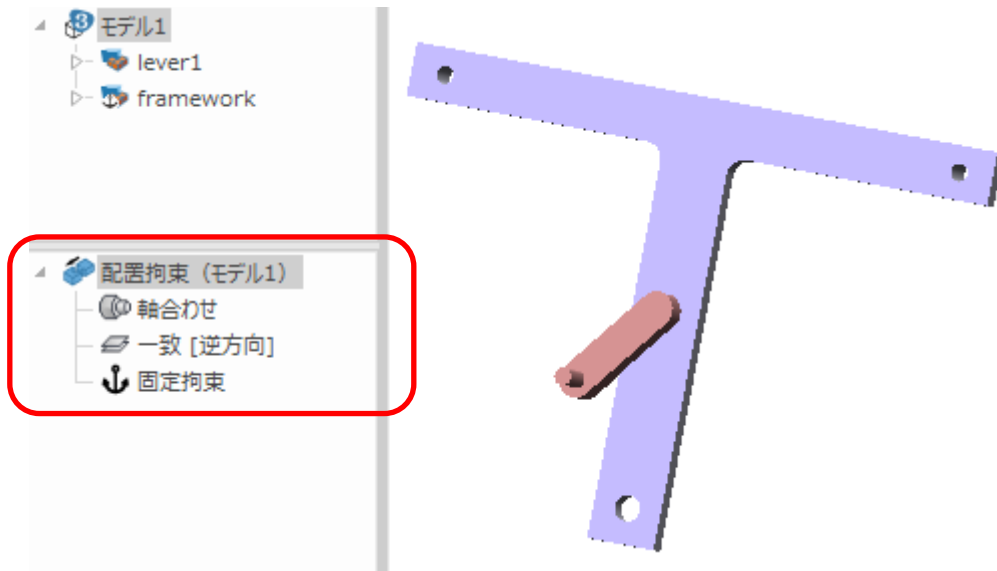 モデル1
lever1
framework
配置拘束（モデル1）
軸合わせ
一致 [逆方向]
固定拘束